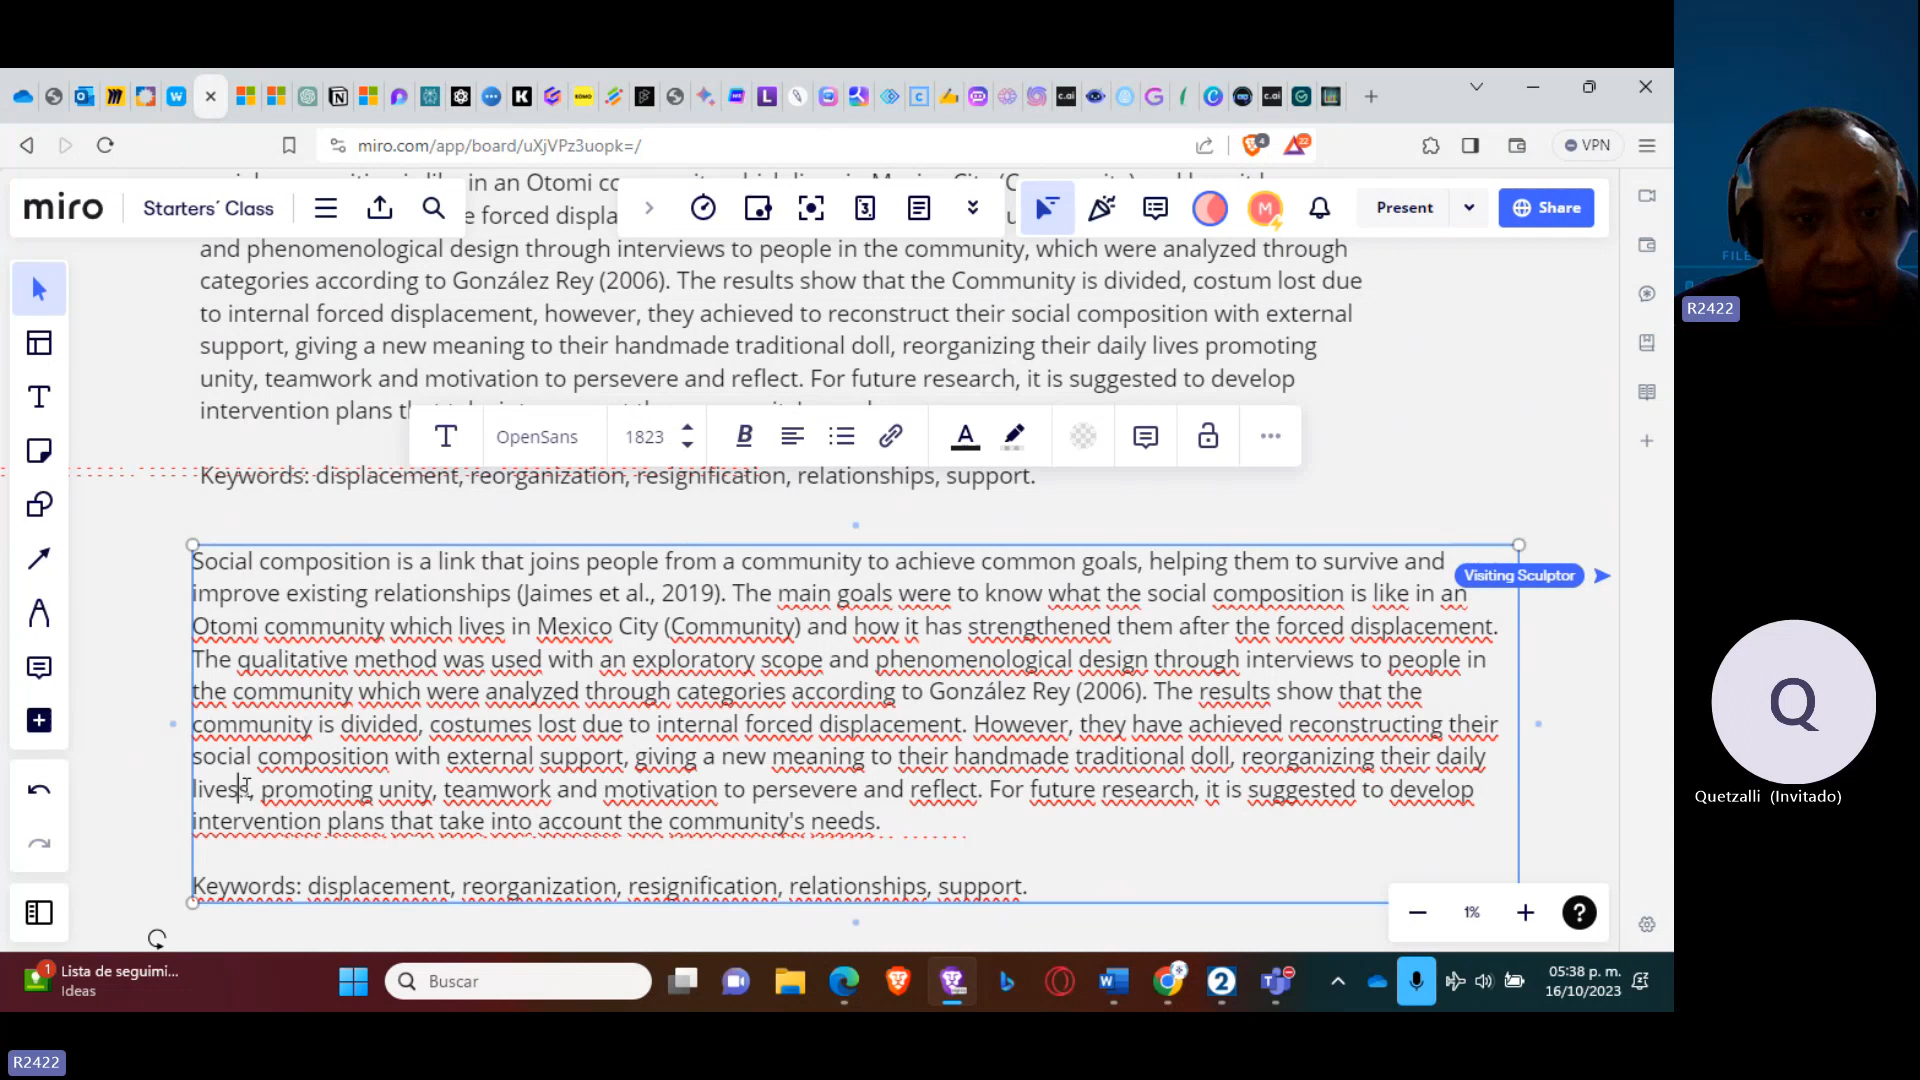 miro.com/app/board/uXjVPz3uopk=/
VPN
miro
Starters´ Class
Present
Share
in an Otomi
e forced displa
and phenomenological design through interviews to people in the community, which were analyzed through
categories according to González Rey (2006). The results show that the Community is divided, costum lost due
to internal forced displacement, however, they achieved to reconstruct their social composition with external
support, giving a new meaning to their handmade traditional doll, reorganizing their daily lives promoting
unity, teamwork and motivation to persevere and reflect. For future research, it is suggested to develop
intervention plans
OpenSans
1823
Keywords: displacement, reorganization, resignification, relationships, support.
Social composition is a link that joins people from a community to achieve common goals, helping them to survive and
Visiting Sculptor
improve existing relationships (Jaimes et al., 2019). The main goals were to know what the social composition is like in an
Otomi community which lives in Mexico City (Community) and how it has strengthened them after the forced displacement.
The qualitative method was used with an exploratory scope and phenomenological design through interviews to people in
the community which were analyzed through categories according to González Rey (2006). The results show that the
community is divided, costumes lost due to internal forced displacement. However, they have achieved reconstructing their
social composition with external support, giving a new meaning to their handmade traditional doll, reorganizing their daily
livess, promoting unity, teamwork and motivation to persevere and reflect. For future research, it is suggested to develop
intervention plans that take into account the community's needs.
Keywords: displacement, reorganization, resignification, relationships, support.
1%
Lista de seguimi...
Ideas
Buscar
05:38 p. m.
16/10/2023
FILE
R2422
Q
Quetzalli (Invitado)
R2422